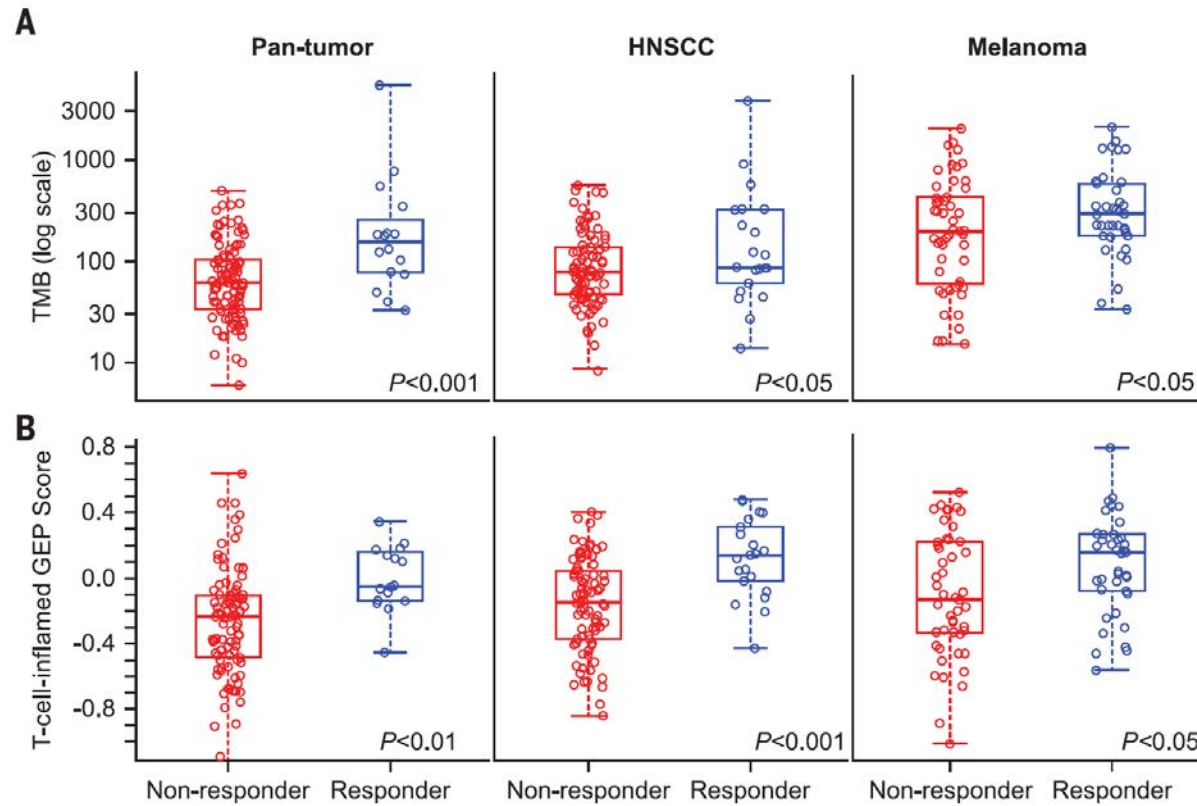 A
Pan-tumor HNSCC Melanoma
TMB (log scale)
3000
1000
300
100
30
10
P<0.001 P<0.05 P<0.05
B
T-cell-inflamed GEP Score
0.8
0.4
0.0
-0.4
-0.8
P<0.01 P<0.001 P<0.05
Non-responder Responder Non-responder Responder Non-responder Responder